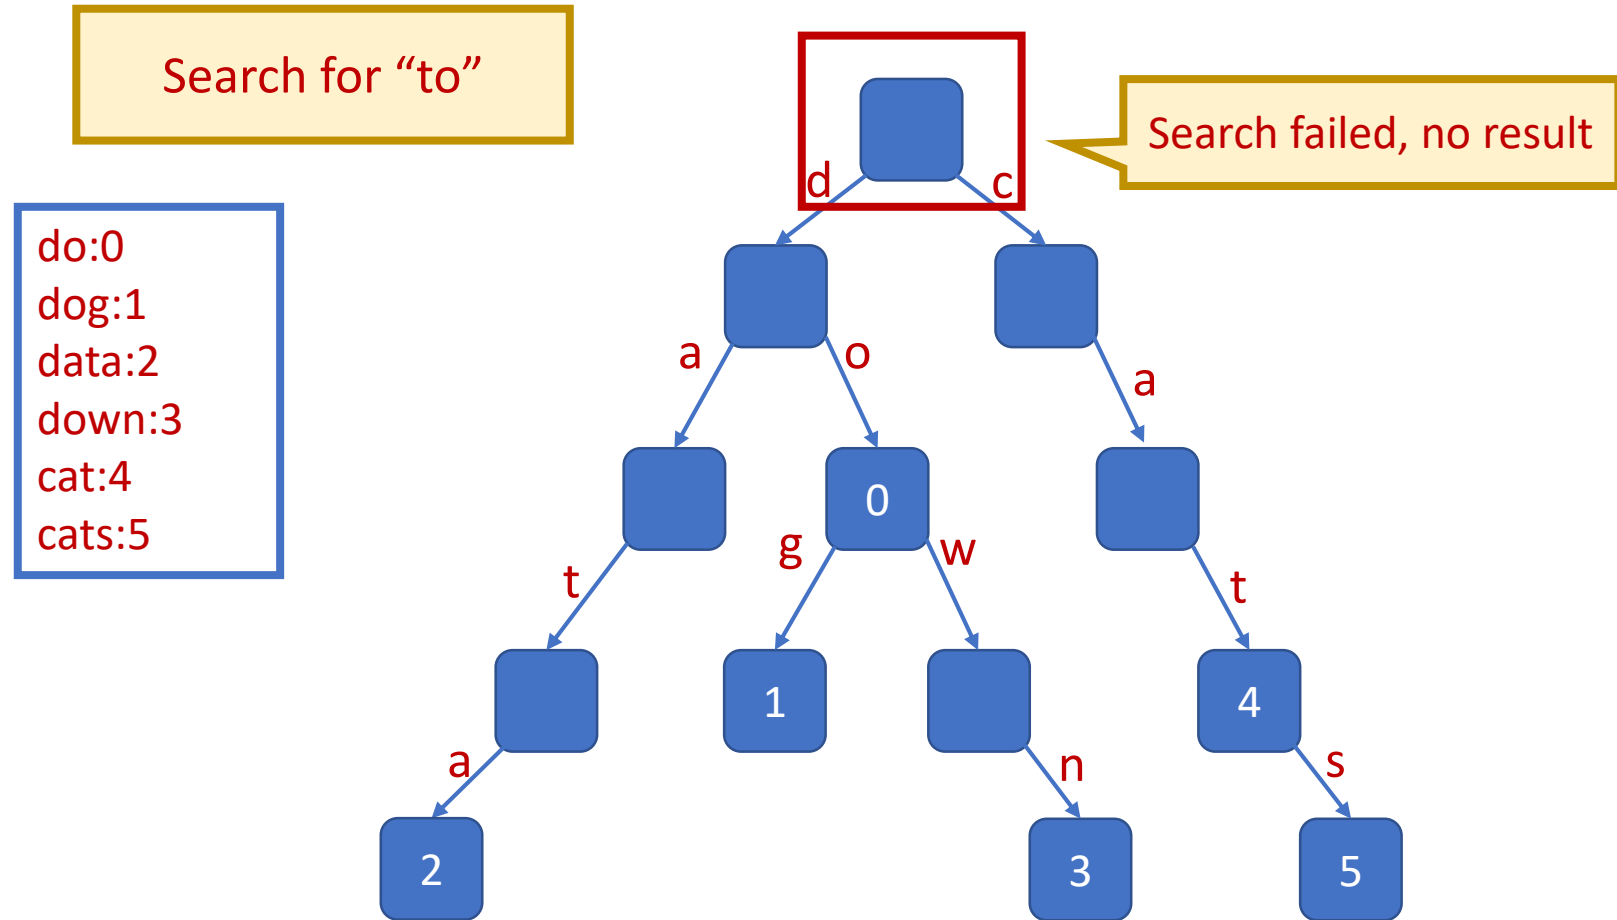 Search for “to”
Search failed, no result
d
c
do:0
dog:1
data:2
down:3
cat:4
cats:5
a
o
a
0
g
w
t
t
1
4
a
n
s
2
3
5